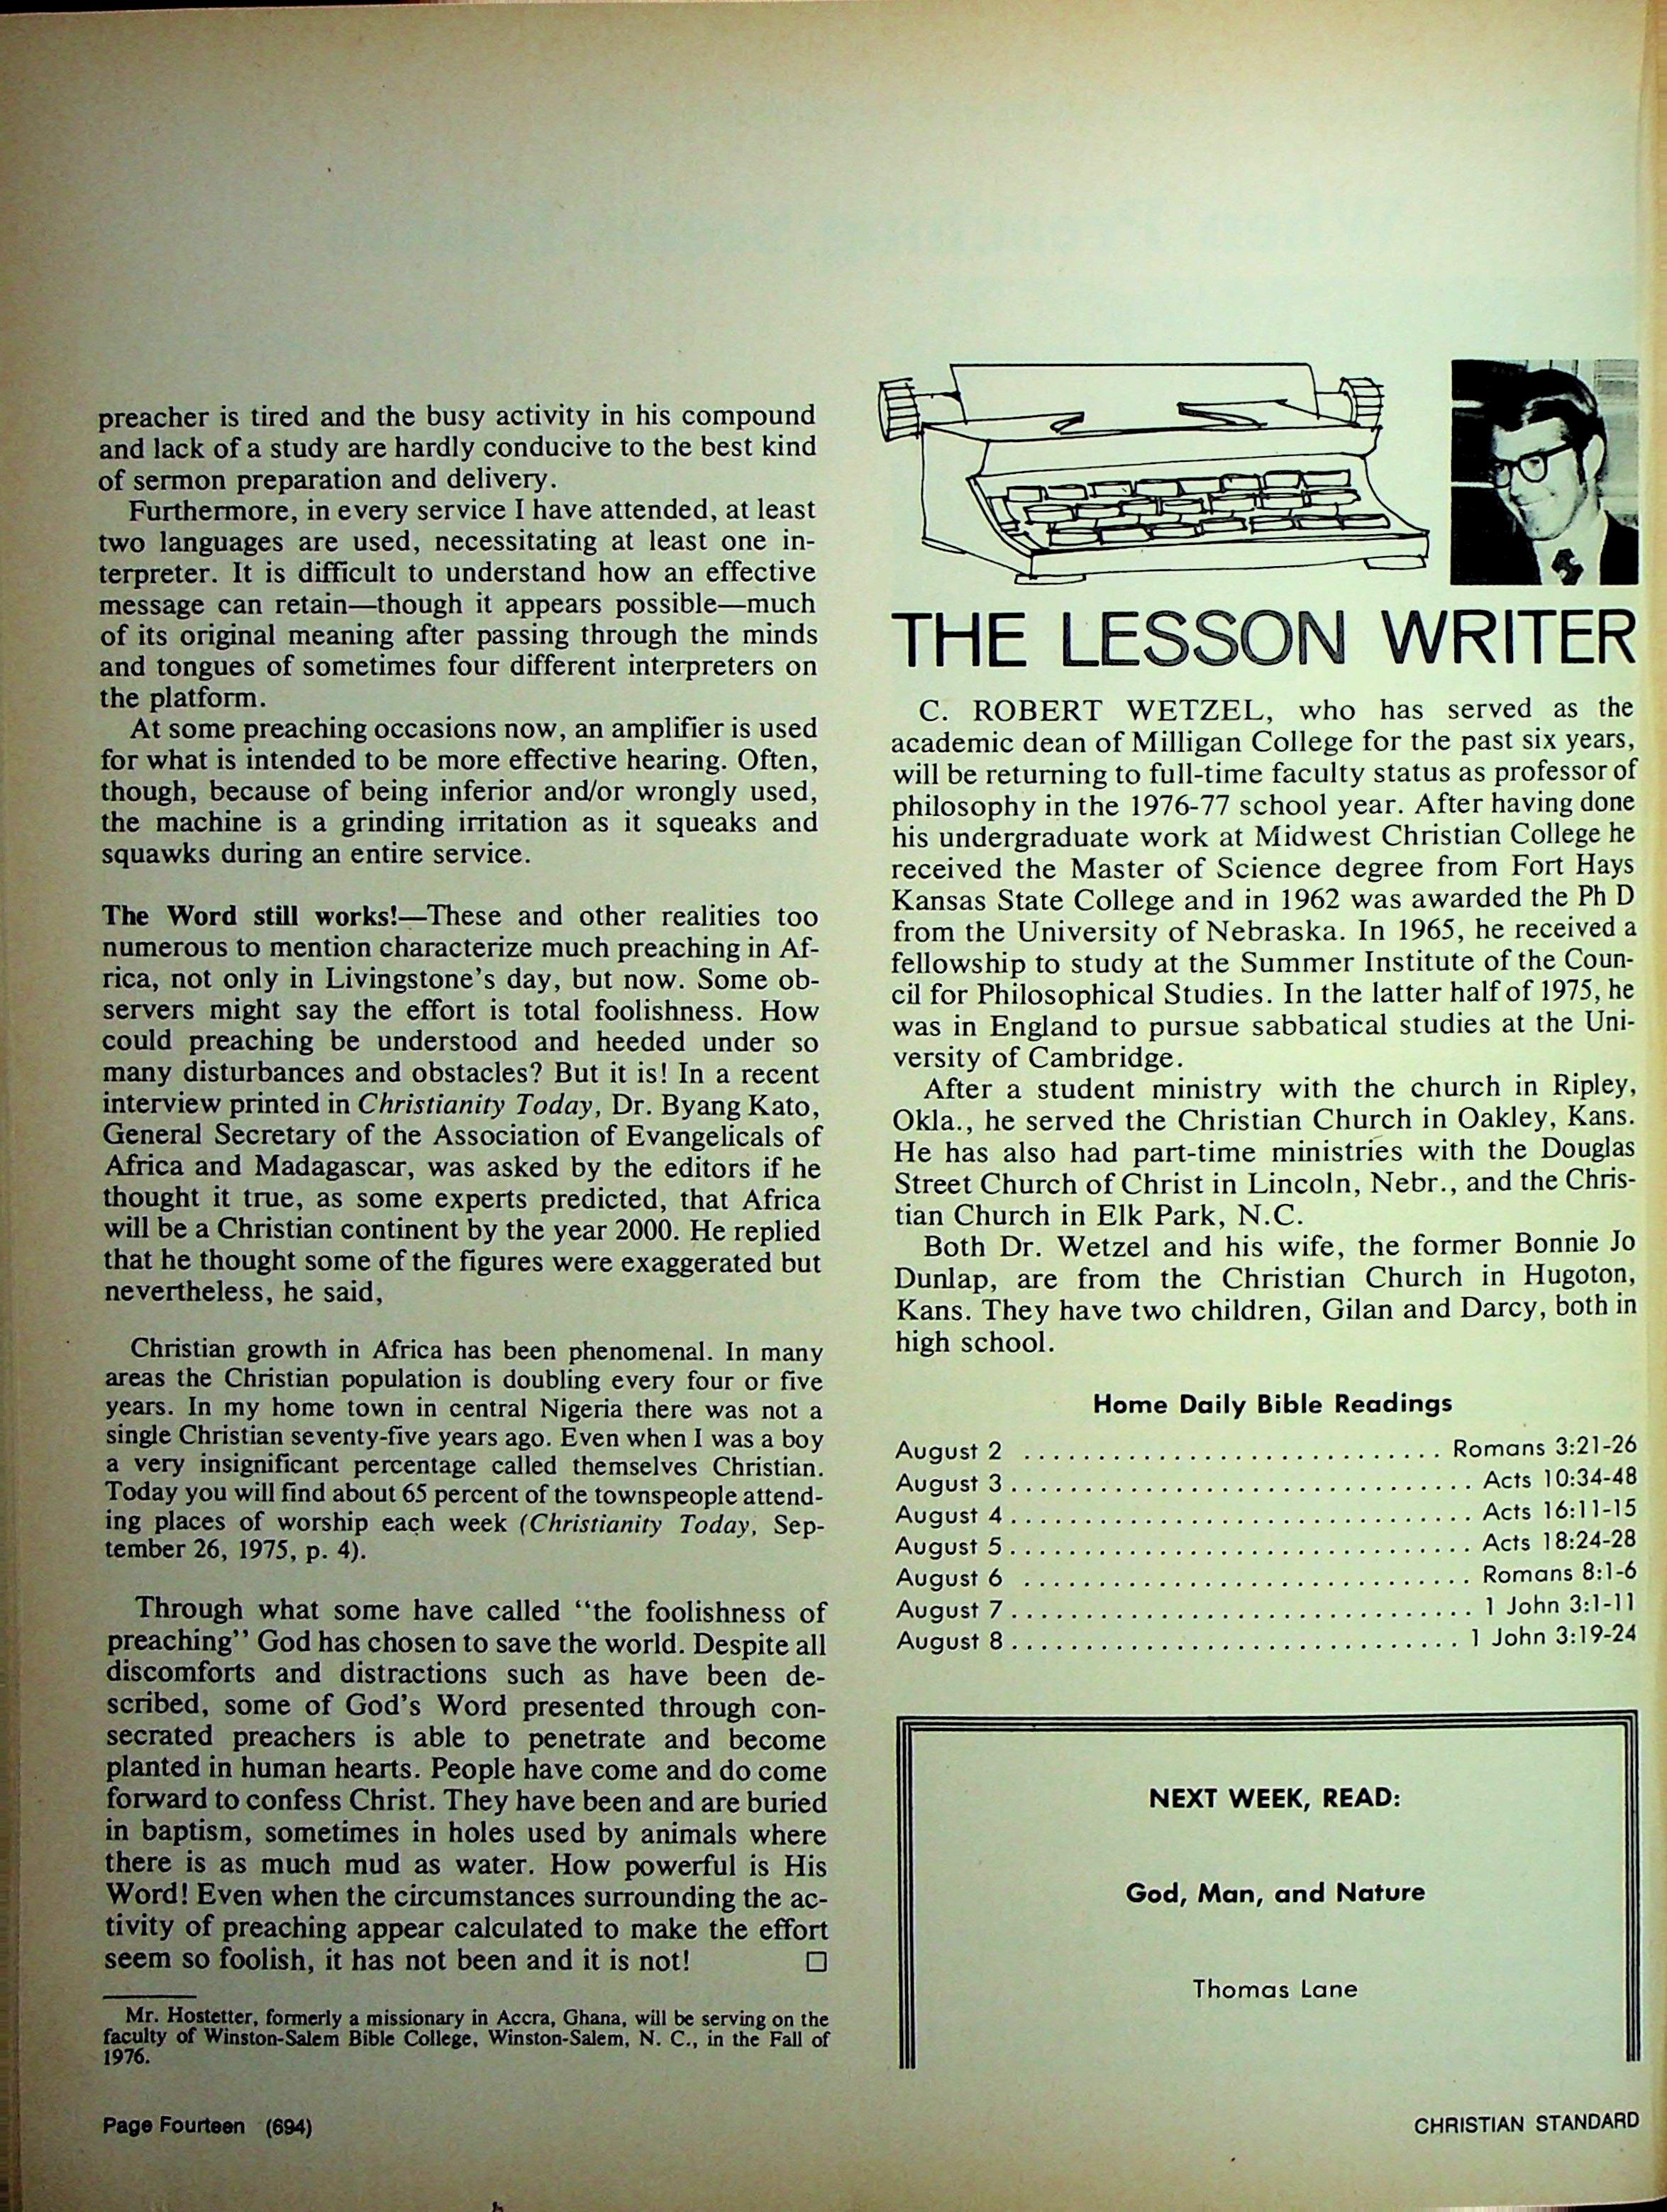 preacher is tired and the busy activity in his compound
and lack of a study are hardly conducive to the best kind
of sermon preparation and delivery.
Furthermore, in every service I have attended, at least
two languages are used, necessitating at least one in-
terpreter. It is difficult to understand how an effective
message can retain—though it appears possible—much
of its original meaning after passing through the minds
and tongues of sometimes four different interpreters on
the platform.
At some preaching occasions now, an amplifier is used
for what is intended to be more effective hearing. Often,
though, because of being inferior and/or wrongly used,
the machine is a grinding irritation as it squeaks and
squawks during an entire service.
The Word still works!—These and other realities too
numerous to mention characterize much preaching in Af-
rica, not only in Livingstone's day, but now. Some ob-
servers might say the effort is total foolishness. How
could preaching be understood and heeded under so
many disturbances and obstacles? But it is! In a recent
interview printed in Christianity Today, Dr. Byang Kato,
General Secretary of the Association of Evangelicals of
Africa and Madagascar, was asked by the editors if he
thought it true, as some experts predicted, that Africa
will be a Christian continent by the year 2000. He replied
that he thought some of the figures were exaggerated but
nevertheless, he said,
Christian growth in Africa has been phenomenal. In many
areas the Christian population is doubling every four or five
years. In my home town in central Nigeria there was not a
single Christian seventy-five years ago. Even when I was a boy
a very insignificant percentage called themselves Christian.
Today you will find about 65 percent of the townspeople attend-
ing places of worship each week (Christianity Today, Sep-
tember 26, 1975, p. 4).
Through what some have called "the foolishness of
preaching" God has chosen to save the world. Despite all
discomforts and distractions such as have been de-
scribed, some of God's Word presented through con-
secrated preachers is able to penetrate and become
planted in human hearts. People have come and do come
forward to confess Christ. They have been and are buried
in baptism, sometimes in holes used by animals where
there is as much mud as water. How powerful is His
Word! Even when the circumstances surrounding the ac-
tivity of preaching appear calculated to make the effort
seem so foolish, it has not been and it is not! □
Mr. Hostetter, formerly a missionary in Accra, Ghana, will be serving on the
faculty of Winston-Salem Bible College, Winston-Salem, N. C., in the Fall of
1976.
THE LESSON WRITER
C. ROBERT WETZEL, who has served as the
academic dean of Milligan College for the past six years,
will be returning to full-time faculty status as professor of
philosophy in the 1976-77 school year. After having done
his undergraduate work at Midwest Christian College he
received the Master of Science degree from Fort Hays
Kansas State College and in 1962 was awarded the Ph D
from the University of Nebraska. In 1965, he received a
fellowship to study at the Summer Institute of the Coun-
cil for Philosophical Studies. In the latter half of 1975, he
was in England to pursue sabbatical studies at the Uni-
versity of Cambridge.
After a student ministry with the church in Ripley,
Okla., he served the Christian Church in Oakley, Kans.
He has also had part-time ministries with the Douglas
Street Church of Christ in Lincoln, Nebr., and the Chris-
tian Church in Elk Park, N.C.
Both Dr. Wetzel and his wife, the former Bonnie Jo
Dunlap, are from the Christian Church in Hugoton,
Kans. They have two children, Gilan and Darcy, both in
high school.
Home Daily Bible Readings
August 2 ............................ Romans 3:21-26
August 3 ............................... Acts 10:34-48
August 4 ............................... Acts 16:11-15
August 5 ............................... Acts 18:24-28
August 6 .............................. Romans 8:1-6
August 7 ............................... 1 John 3:1-11
August 8 .............................. 1 John 3:19-24
NEXT WEEK, READ:
God, Man, and Nature
Thomas Lane
Page Fourteen (694)
CHRISTIAN STANDARD